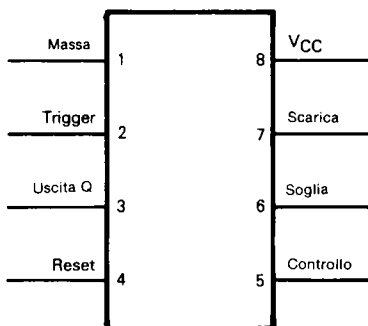 Massa 1 8 VCC
Trigger 2 7 Scarica
Uscita Q 3 6 Soglia
Reset 4 5 Controllo